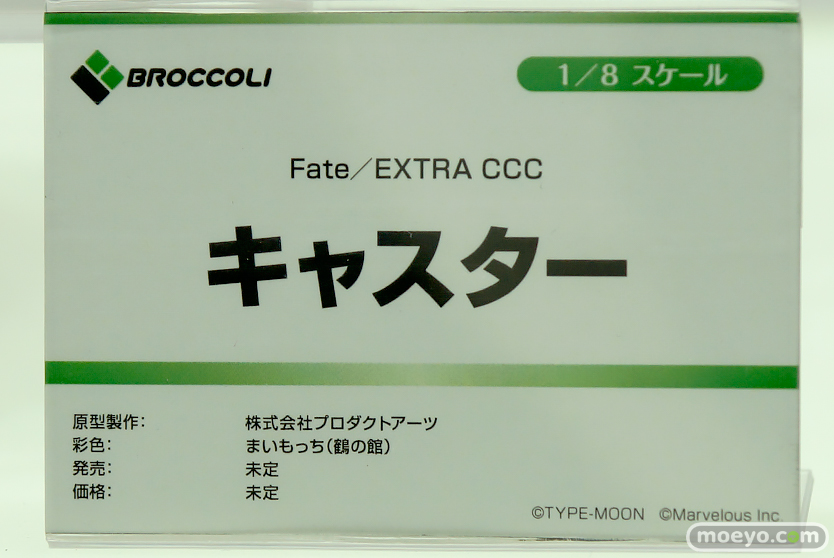 BROCCOLI
1/8 スケール
Fate/EXTRA CCC
キャスター
原型製作: 株式会社プロダクトアーツ
彩色: まいもっち(鶴の館)
発売: 未定
価格: 未定
©TYPE-MOON ©Marvelous Inc.
moeyo.com